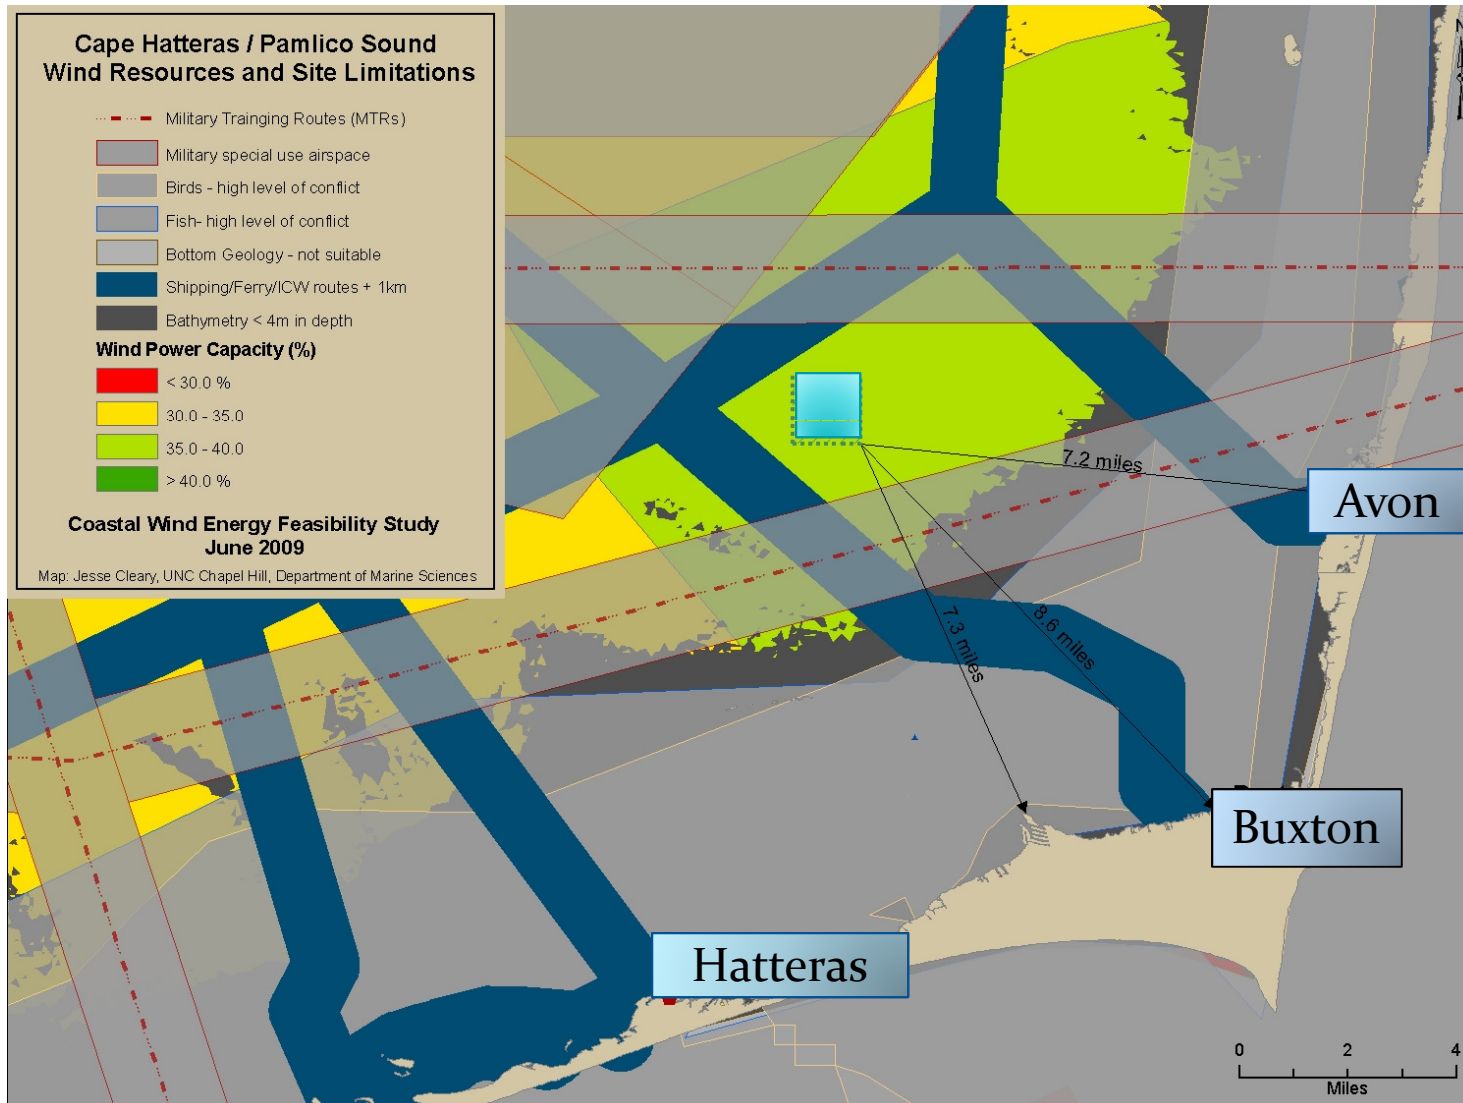 Cape Hatteras / Pamlico Sound
Wind Resources and Site Limitations
Military Trainging Routes (MTRs)
Military special use airspace
Birds - high level of conflict
Fish- high level of conflict
Bottom Geology - not suitable
Shipping/Ferry/ICW routes + 1km
Bathymetry < 4m in depth
Wind Power Capacity (%)
< 30.0 %
30.0 - 35.0
35.0 - 40.0
> 40.0 %
Coastal Wind Energy Feasibility Study
June 2009
Map: Jesse Cleary, UNC Chapel Hill, Department of Marine Sciences
7.2 miles
Avon
7.3 miles
8.6 miles
Buxton
Hatteras
0 2 4
Miles